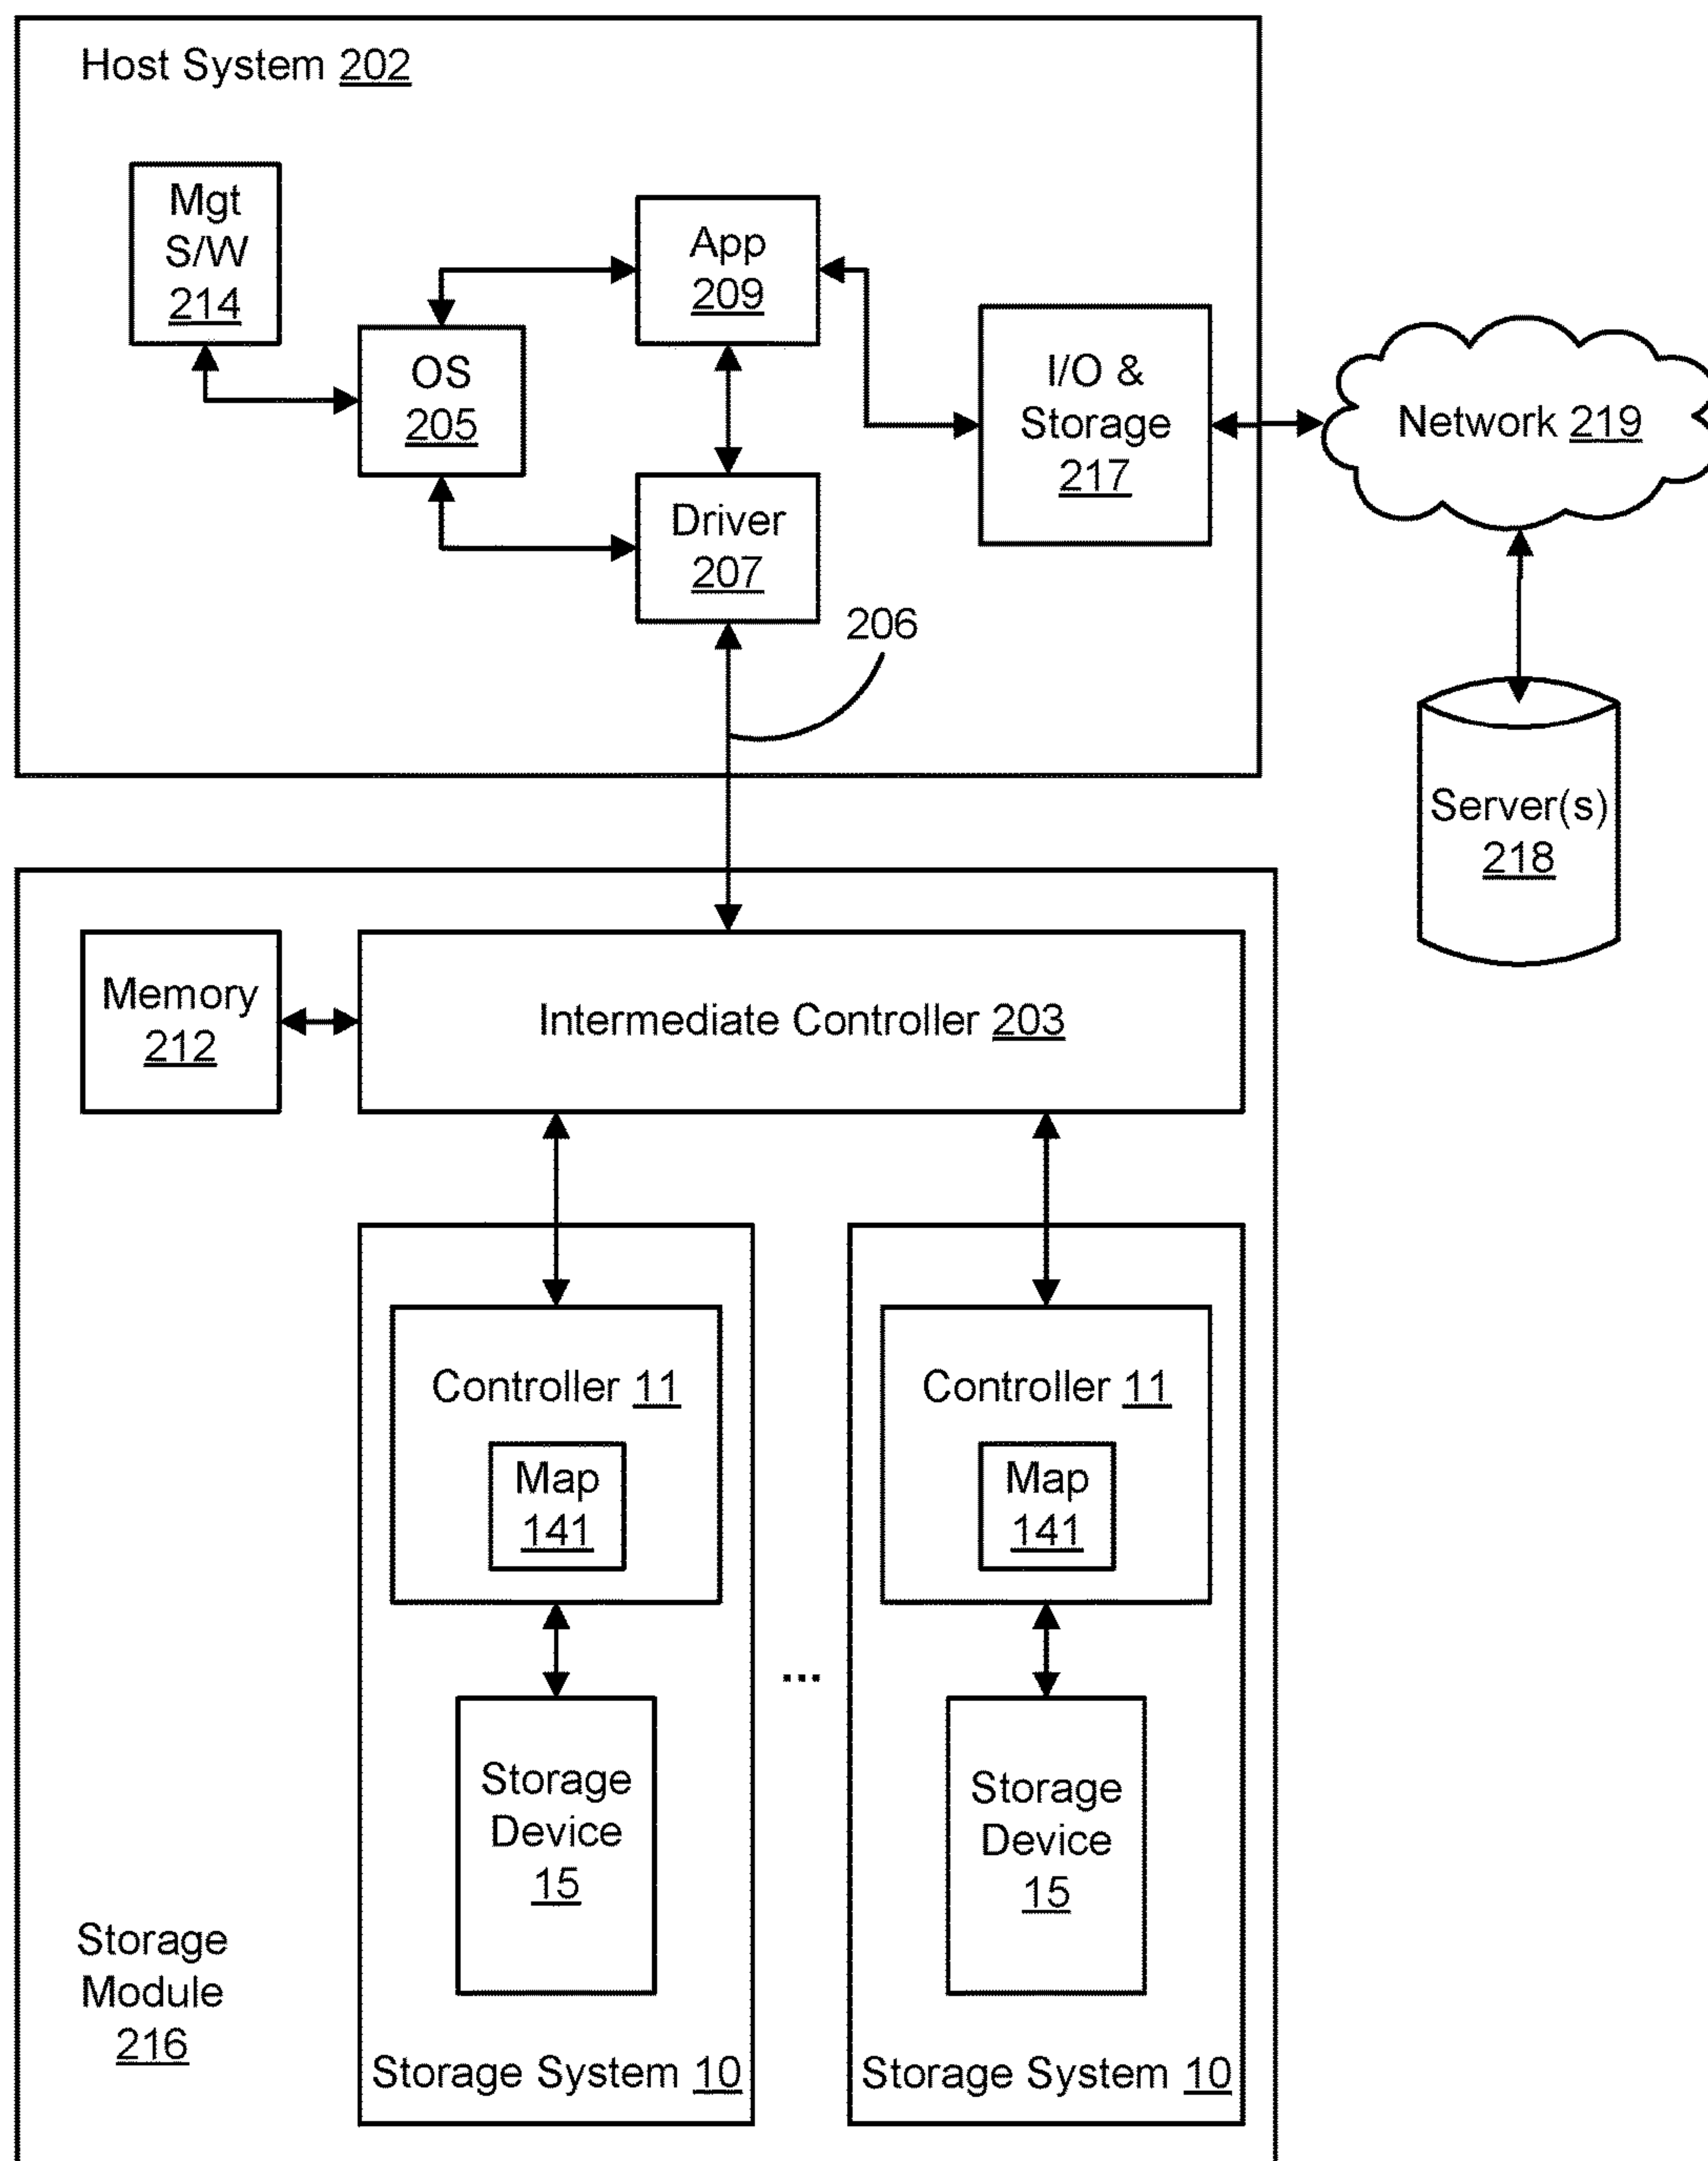 Host System 202
Mgt
S/W
214
App
209
OS
205
I/O &
Storage
217
Network 219
Driver
207
206
Server(s)
218
Memory
212
Intermediate Controller 203
Controller 11
Map
141
Controller 11
Map
141
...
Storage
Device
15
Storage
Device
15
Storage
Module
216
Storage System 10
Storage System 10